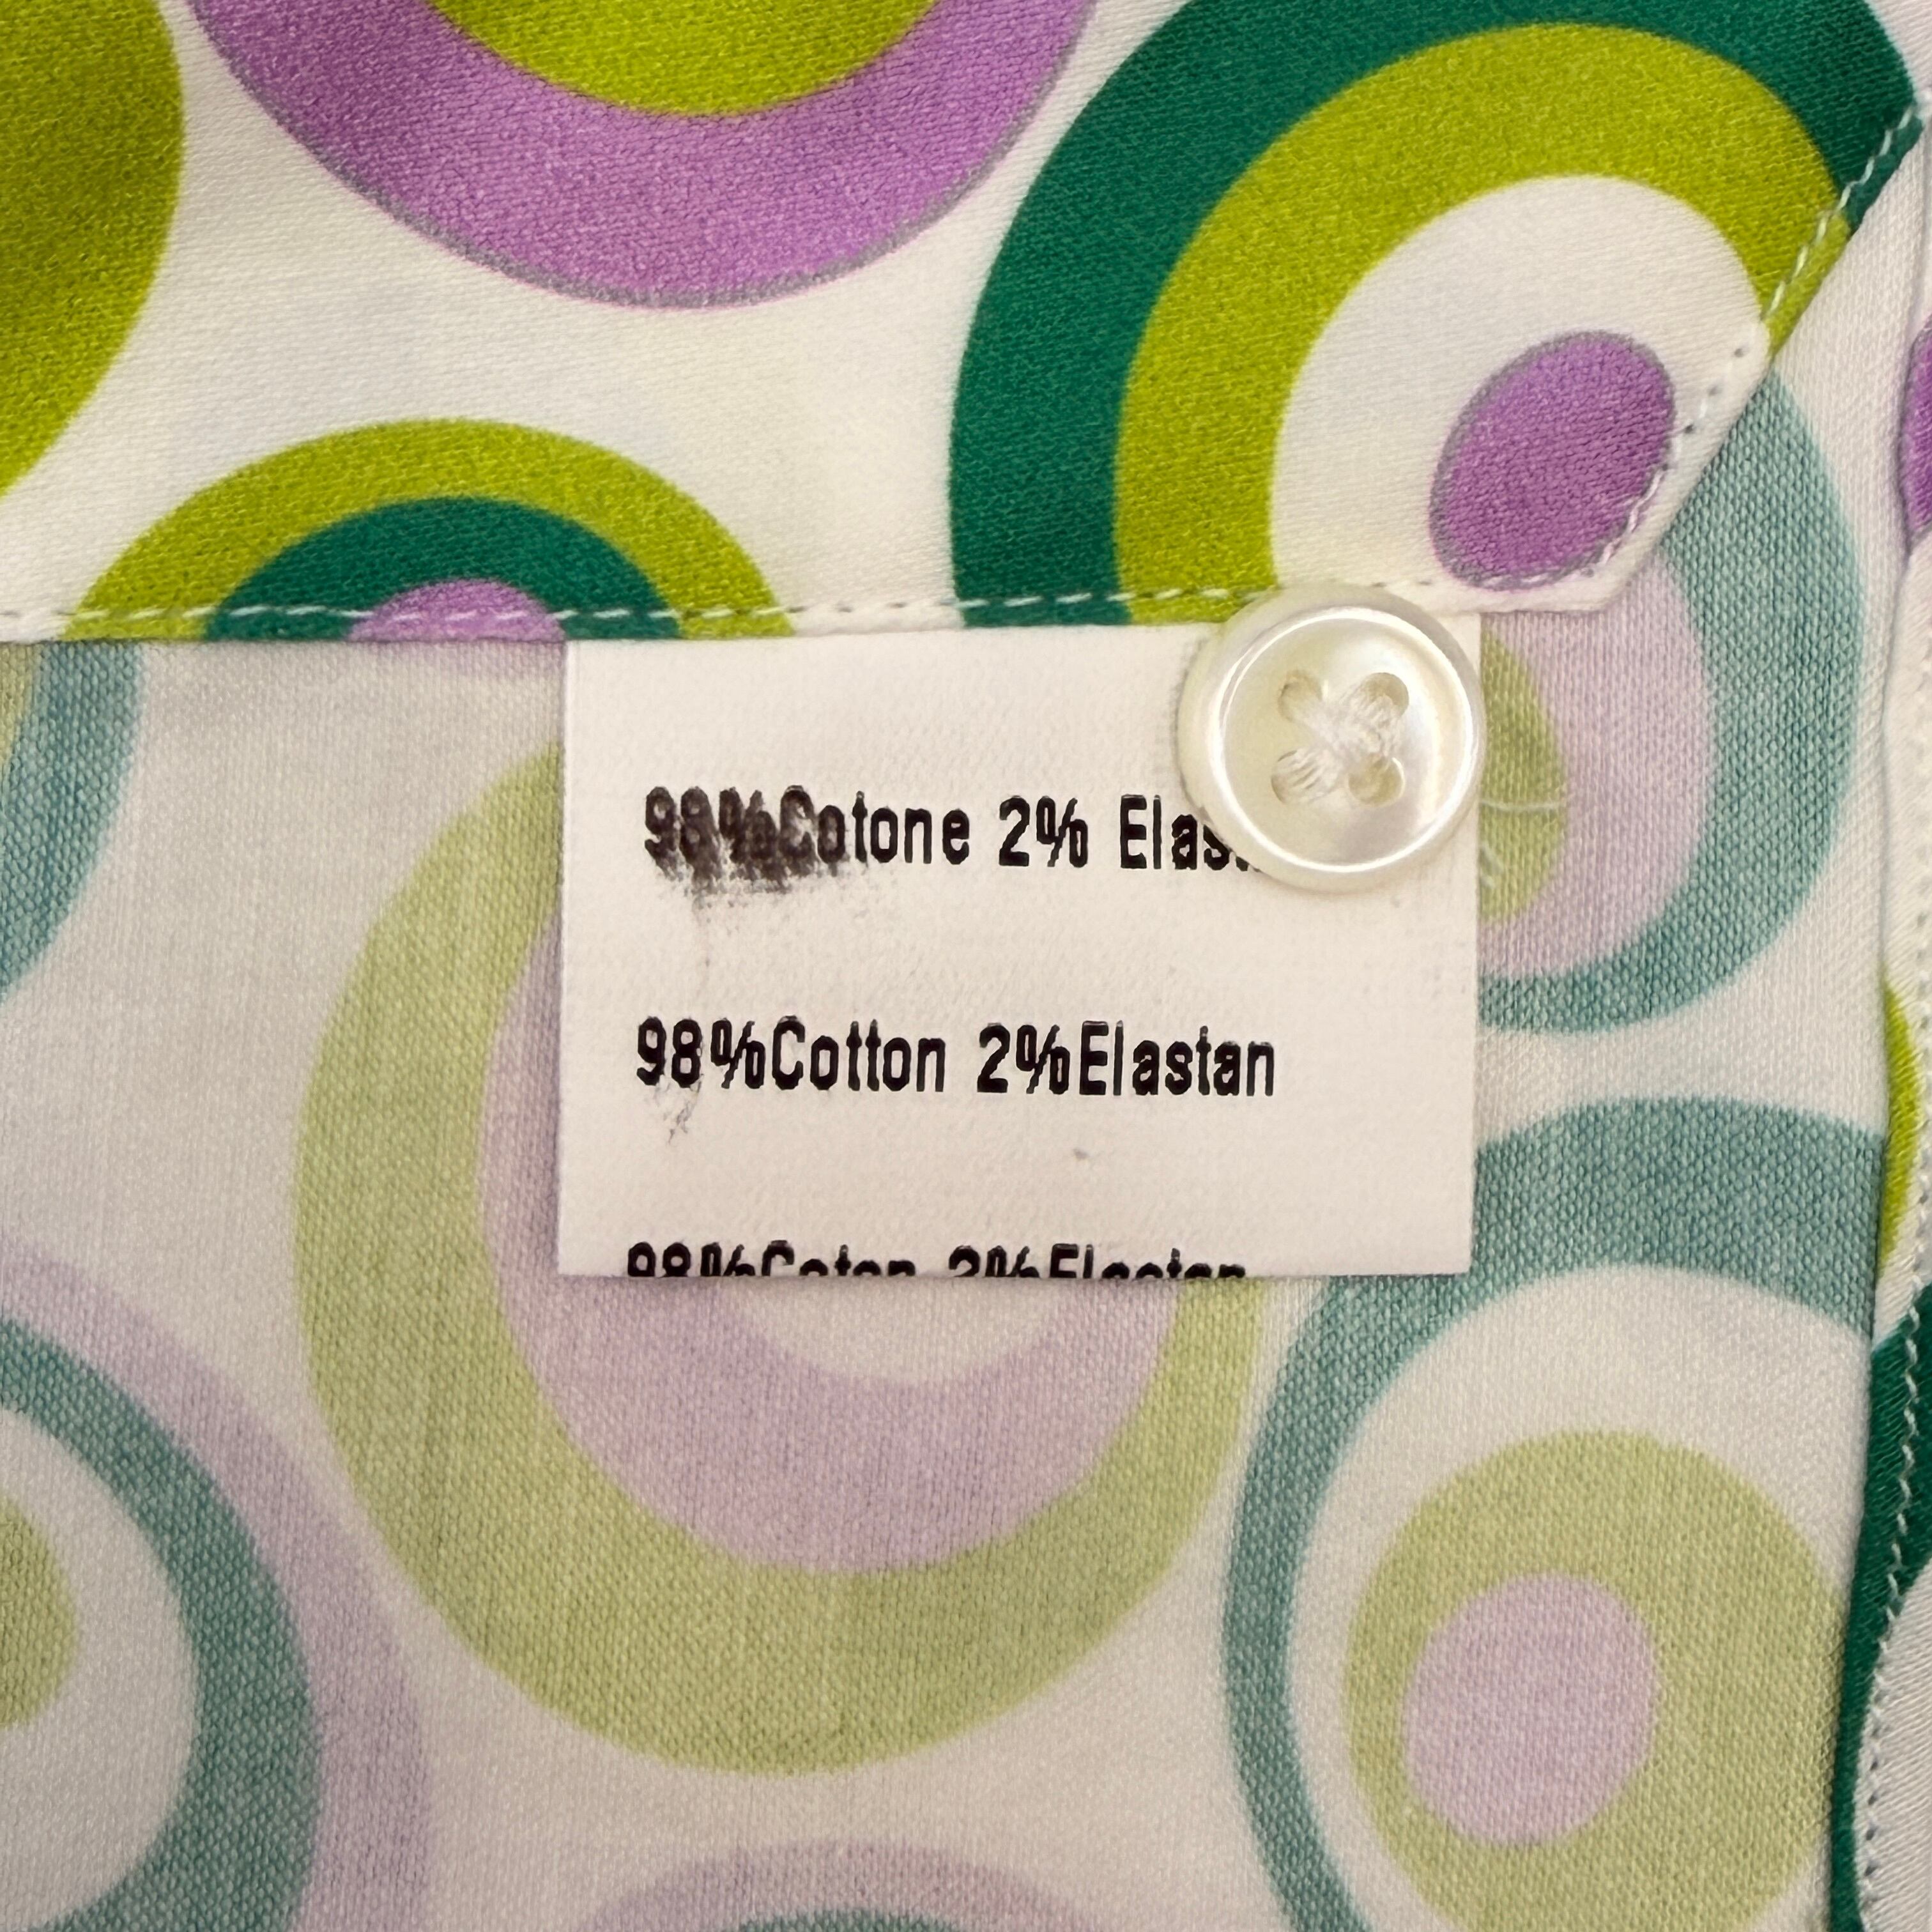 98%Cotone 2%
98%Cotton 2%Elastan
98%Coton 2%Elastan